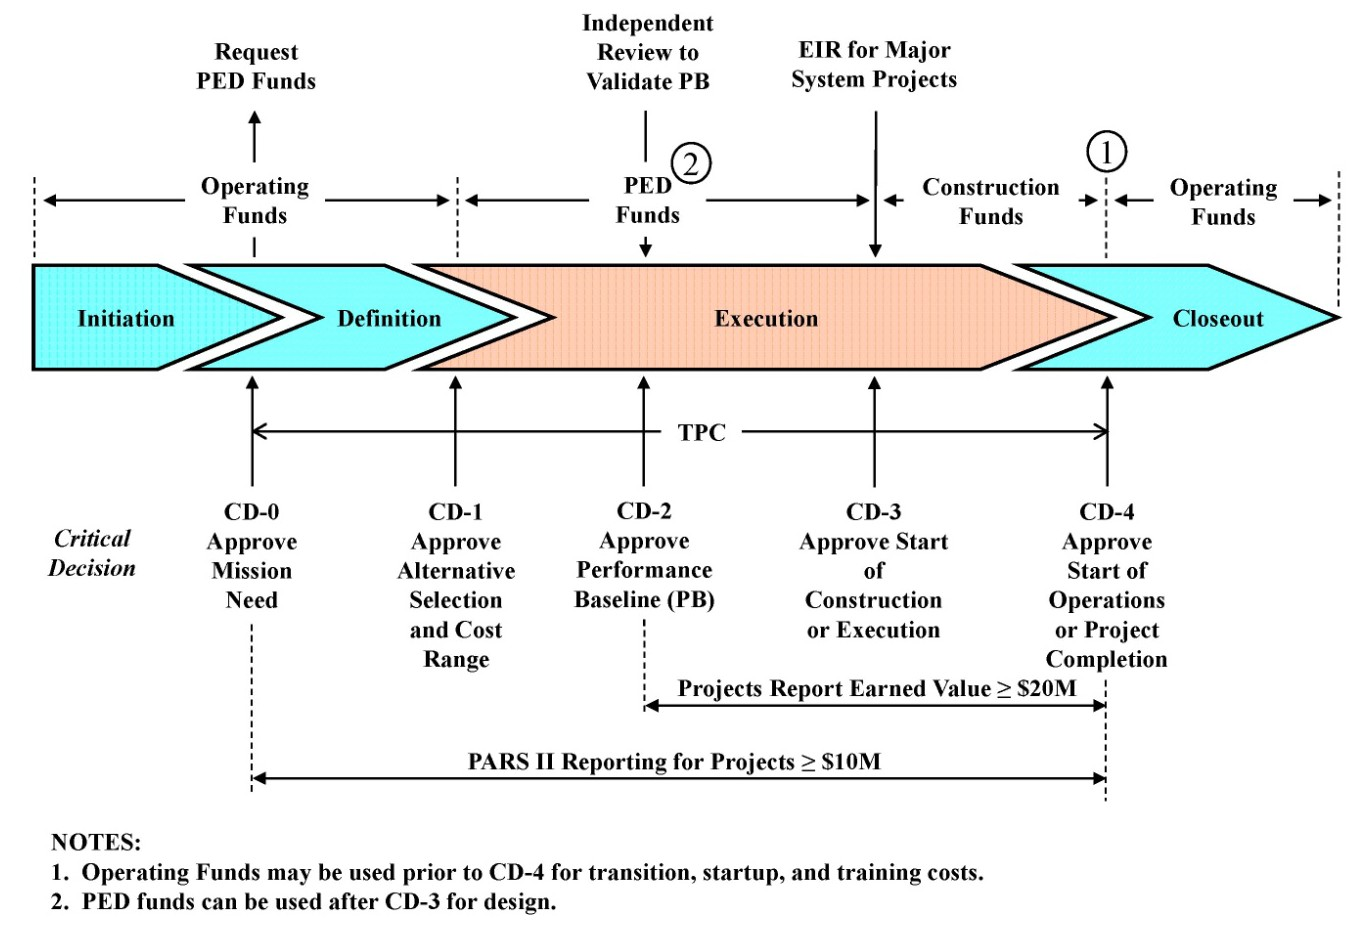 Request
PED Funds
Independent
Review to
Validate PB
EIR for Major
System Projects
Operating
Funds
PED
Funds
2
Construction
Funds
1
Operating
Funds
Initiation
Definition
Execution
Closeout
TPC
Critical
Decision
CD-0
Approve
Mission
Need
CD-1
Approve
Alternative
Selection
and Cost
Range
CD-2
Approve
Performance
Baseline (PB)
CD-3
Approve Start
of
Construction
or Execution
CD-4
Approve
Start of
Operations
or Project
Completion
Projects Report Earned Value ≥ $20M
PARS II Reporting for Projects ≥ $10M
NOTES:
1. Operating Funds may be used prior to CD-4 for transition, startup, and training costs.
2. PED funds can be used after CD-3 for design.